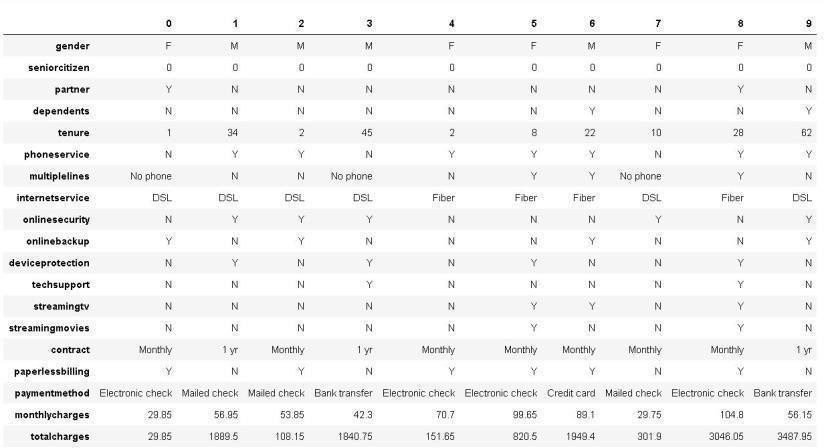 0 1 2 3 4 5 6 7 8 9
gender F M M M F F M F F M
seniorcitizen 0 0 0 0 0 0 0 0 0 0
partner Y N N N N N N N Y N
dependents N N N N N N Y N N Y
tenure 1 34 2 45 2 8 22 10 28 62
phoneservice N Y Y N Y Y Y N Y Y
multiplelines No phone N N No phone N Y Y No phone Y N
internetservice DSL DSL DSL DSL Fiber Fiber Fiber DSL Fiber DSL
onlinesecurity N Y Y Y N N N Y N Y
onlinebackup Y N Y N N N Y N N Y
deviceprotection N Y N Y N Y N N Y N
techsupport N N N Y N N N N Y N
streamingtv N N N N N Y Y N Y N
streamingmovies N N N N N Y N N Y N
contract Monthly 1 yr Monthly 1 yr Monthly Monthly Monthly Monthly Monthly 1 yr
paperlessbilling Y N Y N Y Y Y N Y N
paymentmethod Electronic check Mailed check Mailed check Bank transfer Electronic check Electronic check Credit card Mailed check Electronic check Bank transfer
monthlycharges 29.85 56.95 53.85 42.3 70.7 99.65 89.1 29.75 104.8 56.15
totalcharges 29.85 1889.5 108.15 1840.75 151.65 820.5 1949.4 301.9 3046.05 3487.95